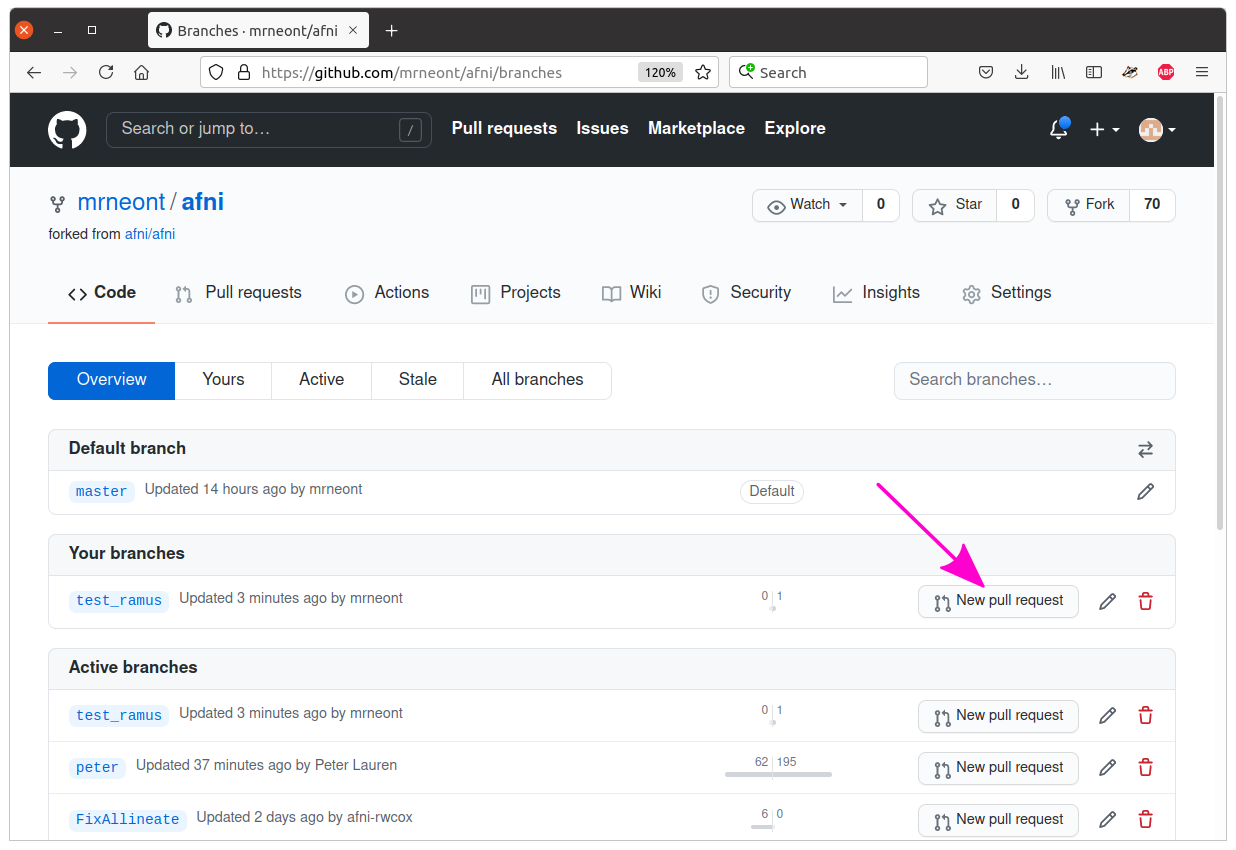 Branches · mrneont/afni
https://github.com/mrneont/afni/branches 120% Search ABP
Search or jump to… / Pull requests Issues Marketplace Explore
mrneont / afni
Watch 0 Star 0 Fork 70
forked from afni/afni
Code Pull requests Actions Projects Wiki Security Insights Settings
Overview Yours Active Stale All branches Search branches…
Default branch
master Updated 14 hours ago by mrneont Default
Your branches
test_ramus Updated 3 minutes ago by mrneont 0 1 New pull request
Active branches
test_ramus Updated 3 minutes ago by mrneont 0 1 New pull request
peter Updated 37 minutes ago by Peter Lauren 62 195 New pull request
FixAllineate Updated 2 days ago by afni-rwcox 6 0 New pull request